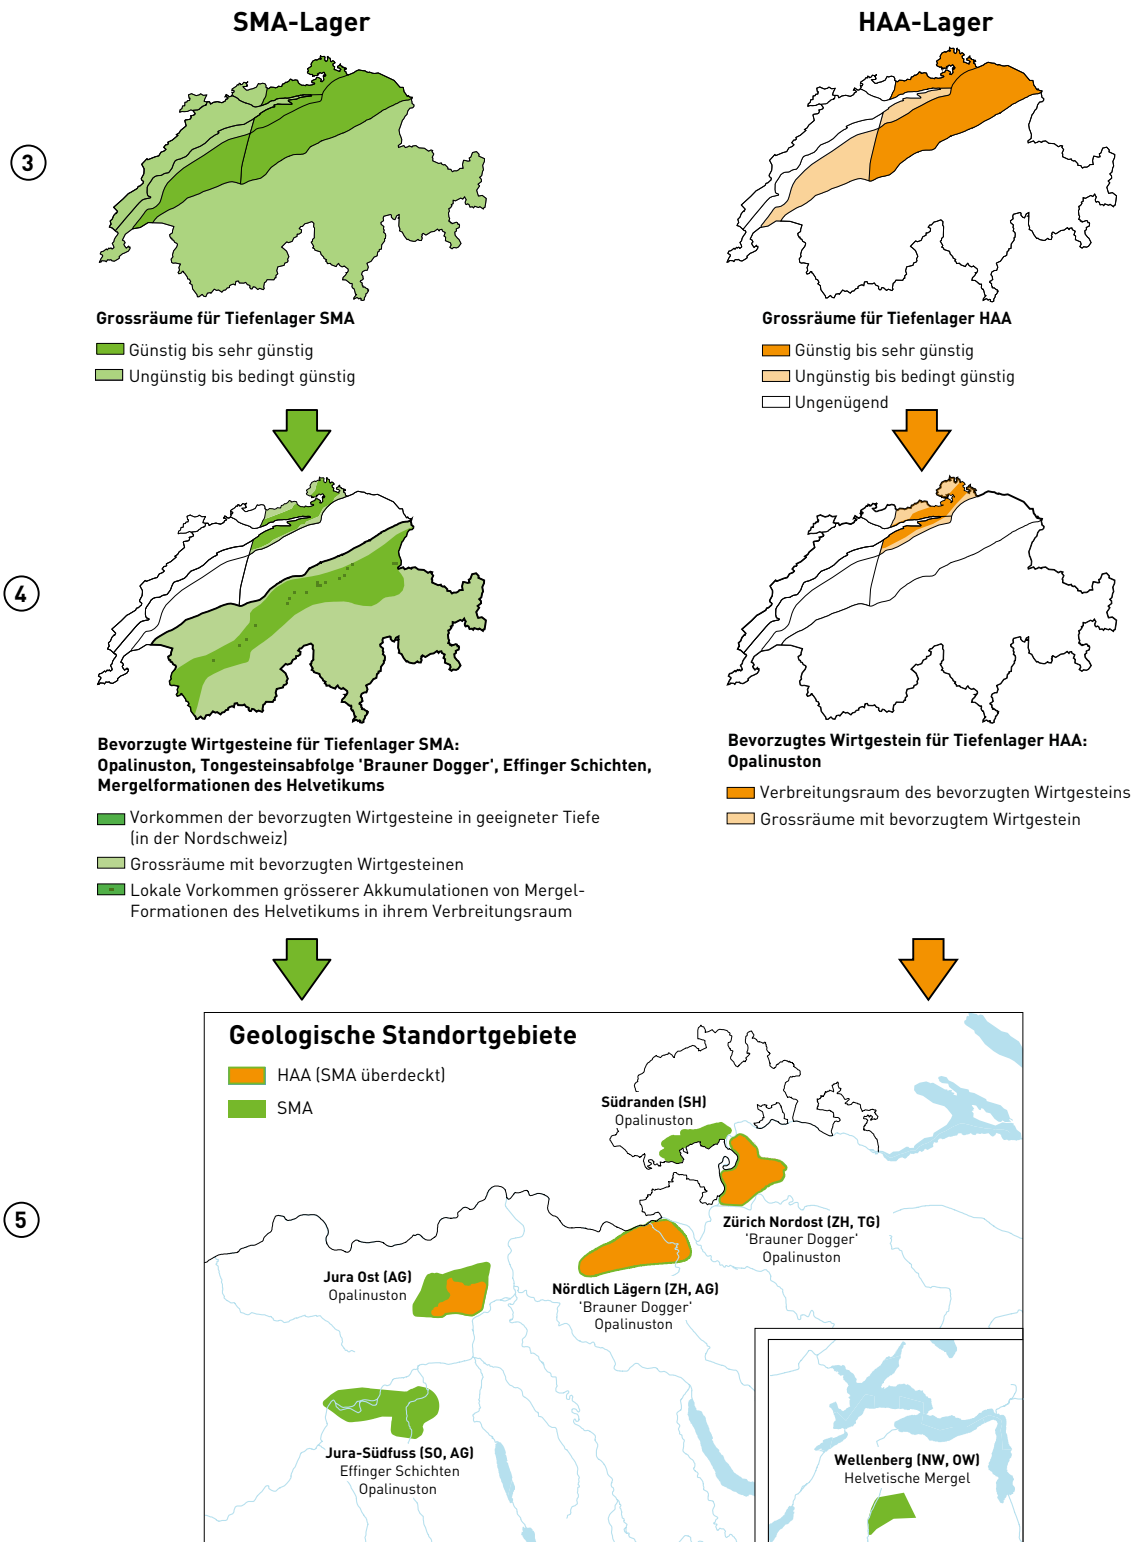 SMA-Lager
HAA-Lager
3
Grossräume für Tiefenlager SMA
Günstig bis sehr günstig
Ungünstig bis bedingt günstig
Grossräume für Tiefenlager HAA
Günstig bis sehr günstig
Ungünstig bis bedingt günstig
Ungenügend
4
Bevorzugte Wirtgesteine für Tiefenlager SMA:
Opalinuston, Tongesteinsabfolge 'Brauner Dogger', Effinger Schichten,
Mergelformationen des Helvetikums
Vorkommen der bevorzugten Wirtgesteine in geeigneter Tiefe
(in der Nordschweiz)
Grossräume mit bevorzugten Wirtgesteinen
Lokale Vorkommen grösserer Akkumulationen von Mergel-
Formationen des Helvetikums in ihrem Verbreitungsraum
Bevorzugtes Wirtgestein für Tiefenlager HAA:
Opalinuston
Verbreitungsraum des bevorzugten Wirtgesteins
Grossräume mit bevorzugtem Wirtgestein
5
Geologische Standortgebiete
HAA (SMA überdeckt)
SMA
Südranden (SH)
Opalinuston
Zürich Nordost (ZH, TG)
'Brauner Dogger'
Opalinuston
Jura Ost (AG)
Opalinuston
Nördlich Lägern (ZH, AG)
'Brauner Dogger'
Opalinuston
Jura-Südfuss (SO, AG)
Effinger Schichten
Opalinuston
Wellenberg (NW, OW)
Helvetische Mergel